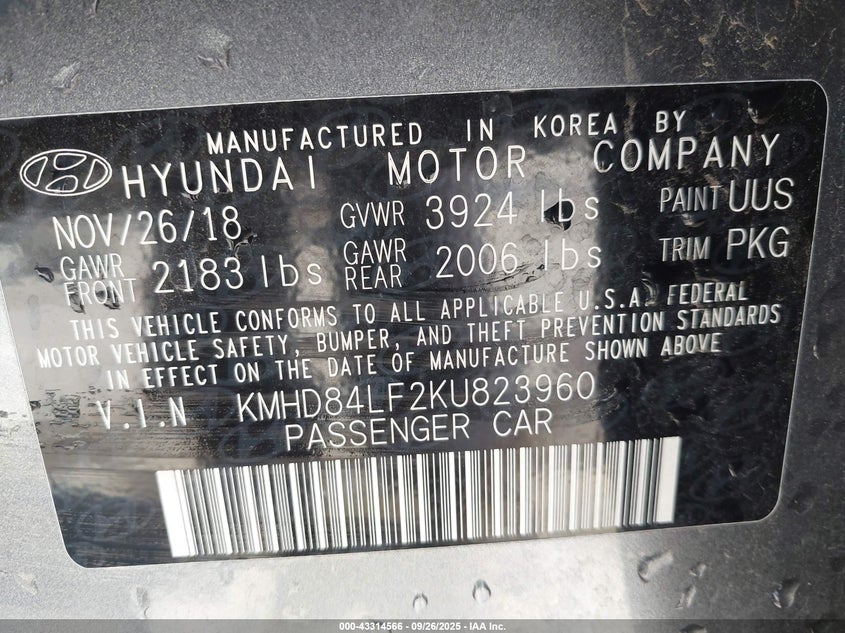 MANUFACTURED IN KOREA BY
HYUNDAI MOTOR COMPANY
NOV/26/18 GVWR 3924 lbs PAINT UUS
GAWR FRONT 2183 lbs GAWR REAR 2006 lbs TRIM PKG
THIS VEHICLE CONFORMS TO ALL APPLICABLE U.S.A. FEDERAL
MOTOR VEHICLE SAFETY, BUMPER, AND THEFT PREVENTION STANDARDS
IN EFFECT ON THE DATE OF MANUFACTURE SHOWN ABOVE
V.I.N KMHD84LF2KU823960
PASSENGER CAR
000-43314566 - 09/26/2025 - IAA Inc.